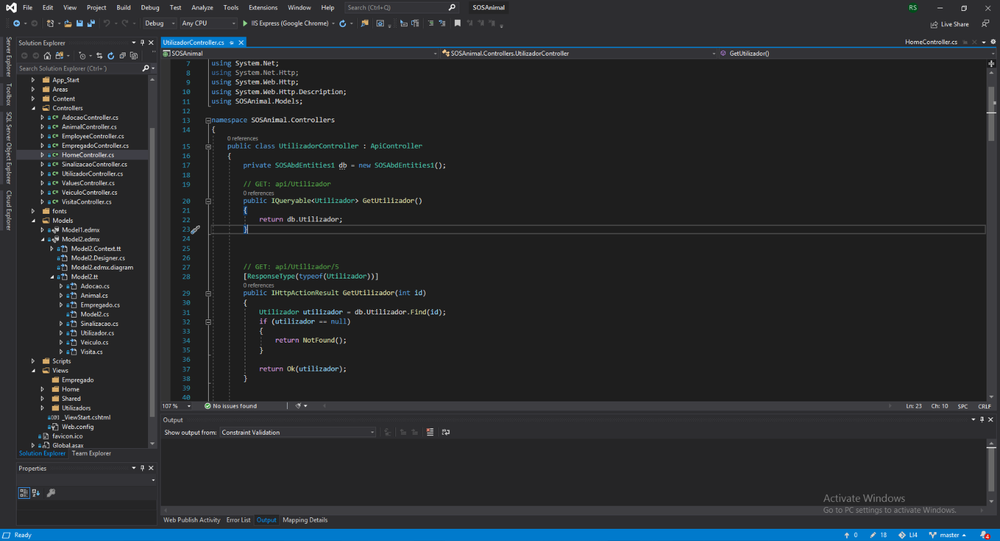 File Edit View Project Build Debug Test Analyze Tools Extensions Window Help Search (Ctrl+Q) SOSAnimal RS
Debug Any CPU IIS Express (Google Chrome) Live Share
Server Explorer
Toolbox
SQL Server Object Explorer
Cloud Explorer
Solution Explorer
Search Solution Explorer (Ctrl+´)
App_Start
Areas
Content
Controllers
C# AdocaoController.cs
C# AnimalController.cs
C# EmployeeController.cs
C# EmpregadoController.cs
C# HomeController.cs
C# SinalizacaoController.cs
C# UtilizadorController.cs
C# ValuesController.cs
C# VeiculoController.cs
C# VisitaController.cs
fonts
Models
Model1.edmx
Model2.edmx
Model2.Context.tt
Model2.Designer.cs
Model2.edmx.diagram
Model2.tt
Adocao.cs
Animal.cs
Empregado.cs
Model2.cs
Sinalizacao.cs
Utilizador.cs
Veiculo.cs
Visita.cs
Scripts
Views
Empregado
Home
Shared
Utilizadors
_ViewStart.cshtml
Web.config
favicon.ico
Global.asax
Solution Explorer Team Explorer
Properties
UtilizadorController.cs HomeController.cs
SOSAnimal SOSAnimal.Controllers.UtilizadorController GetUtilizador()
7 using System.Net;
8 using System.Net.Http;
9 using System.Web.Http;
10 using System.Web.Http.Description;
11 using SOSAnimal.Models;
12
13 namespace SOSAnimal.Controllers
14 {
0 references
15 public class UtilizadorController : ApiController
16 {
17 private SOSAbdEntities1 db = new SOSAbdEntities1();
18
19 // GET: api/Utilizador
0 references
20 public IQueryable<Utilizador> GetUtilizador()
21 {
22 return db.Utilizador;
23 }
24
25
26
27 // GET: api/Utilizador/5
28 [ResponseType(typeof(Utilizador))]
0 references
29 public IHttpActionResult GetUtilizador(int id)
30 {
31 Utilizador utilizador = db.Utilizador.Find(id);
32 if (utilizador == null)
33 {
34 return NotFound();
35 }
36
37 return Ok(utilizador);
38 }
39
40
107 % No issues found Ln: 23 Ch: 10 SPC CRLF
Output
Show output from: Constraint Validation
Activate Windows
Go to PC settings to activate Windows.
Web Publish Activity Error List Output Mapping Details
Ready 0 18 LI4 master 4